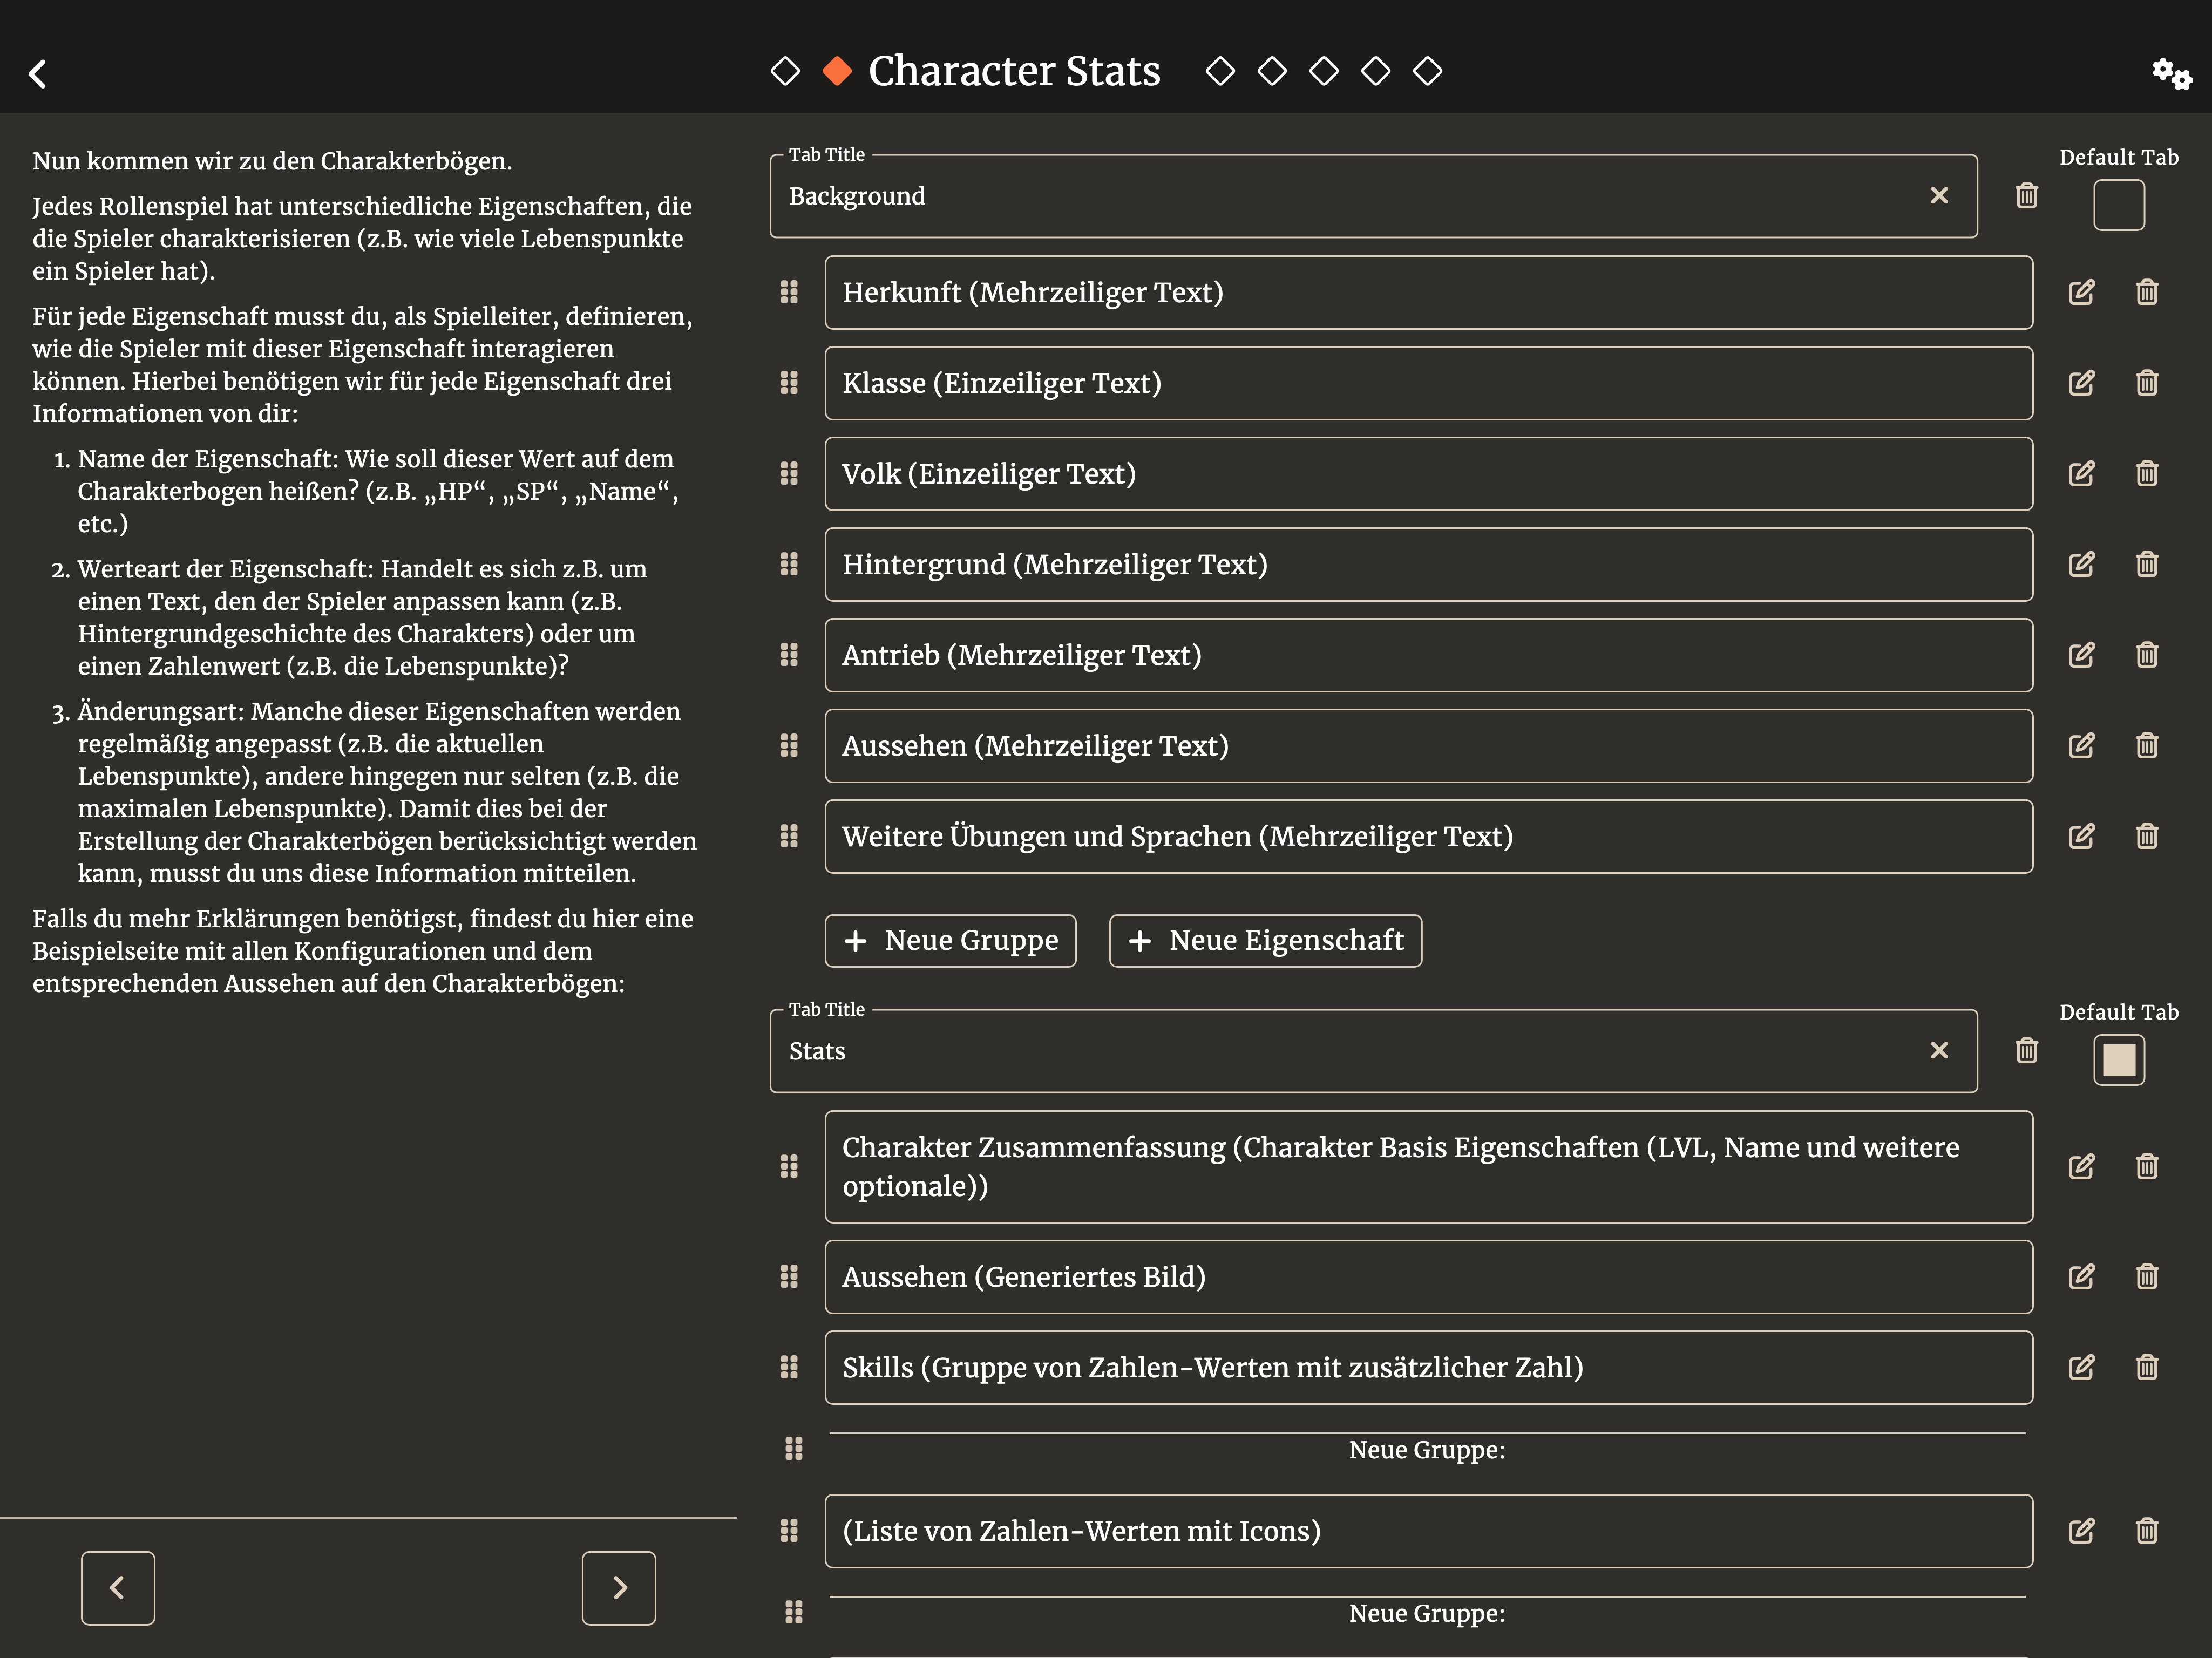 Character Stats
Nun kommen wir zu den Charakterbögen.
Jedes Rollenspiel hat unterschiedliche Eigenschaften, die
die Spieler charakterisieren (z.B. wie viele Lebenspunkte
ein Spieler hat).
Für jede Eigenschaft musst du, als Spielleiter, definieren,
wie die Spieler mit dieser Eigenschaft interagieren
können. Hierbei benötigen wir für jede Eigenschaft drei
Informationen von dir:
1. Name der Eigenschaft: Wie soll dieser Wert auf dem
Charakterbogen heißen? (z.B. „HP“, „SP“, „Name“,
etc.)
2. Werteart der Eigenschaft: Handelt es sich z.B. um
einen Text, den der Spieler anpassen kann (z.B.
Hintergrundgeschichte des Charakters) oder um
einen Zahlenwert (z.B. die Lebenspunkte)?
3. Änderungsart: Manche dieser Eigenschaften werden
regelmäßig angepasst (z.B. die aktuellen
Lebenspunkte), andere hingegen nur selten (z.B. die
maximalen Lebenspunkte). Damit dies bei der
Erstellung der Charakterbögen berücksichtigt werden
kann, musst du uns diese Information mitteilen.
Falls du mehr Erklärungen benötigst, findest du hier eine
Beispielseite mit allen Konfigurationen und dem
entsprechenden Aussehen auf den Charakterbögen:
Tab Title
Background
Default Tab
Herkunft (Mehrzeiliger Text)
Klasse (Einzeiliger Text)
Volk (Einzeiliger Text)
Hintergrund (Mehrzeiliger Text)
Antrieb (Mehrzeiliger Text)
Aussehen (Mehrzeiliger Text)
Weitere Übungen und Sprachen (Mehrzeiliger Text)
+ Neue Gruppe
+ Neue Eigenschaft
Tab Title
Stats
Default Tab
Charakter Zusammenfassung (Charakter Basis Eigenschaften (LVL, Name und weitere
optionale))
Aussehen (Generiertes Bild)
Skills (Gruppe von Zahlen-Werten mit zusätzlicher Zahl)
Neue Gruppe:
(Liste von Zahlen-Werten mit Icons)
Neue Gruppe: